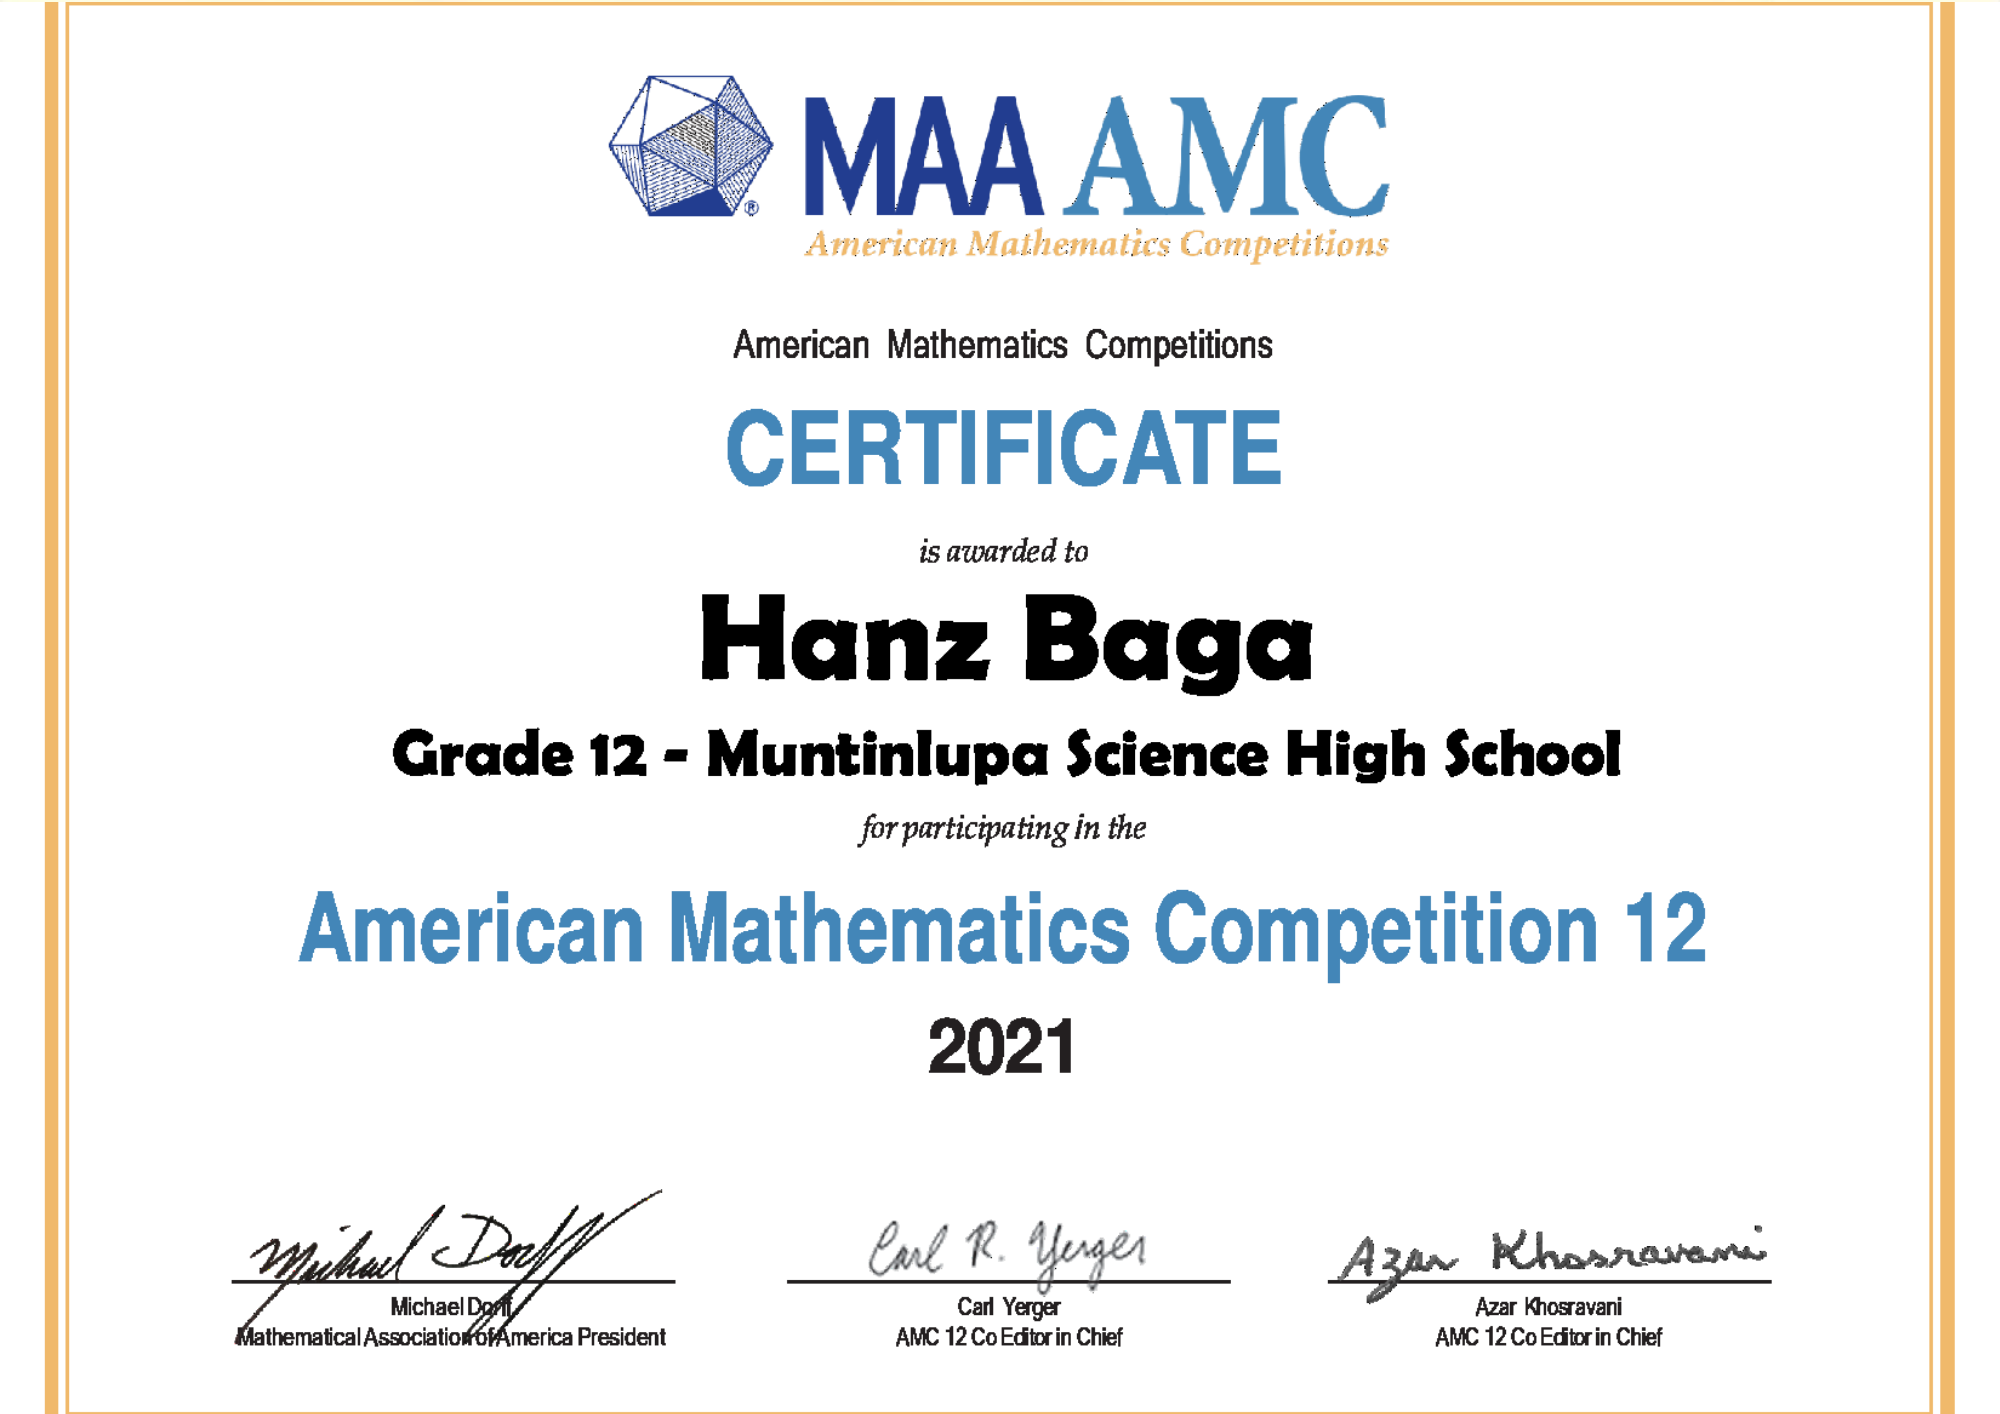 MAA AMC
American Mathematics Competitions
American Mathematics Competitions
CERTIFICATE
is awarded to
Hanz Baga
Grade 12 - Muntinlupa Science High School
for participating in the
American Mathematics Competition 12
2021
Michael Dorff
Carl R. Yerger
Azar Khosravani
Michael Dorff
Mathematical Association of America President
Carl Yerger
AMC 12 Co Editor in Chief
Azar Khosravani
AMC 12 Co Editor in Chief